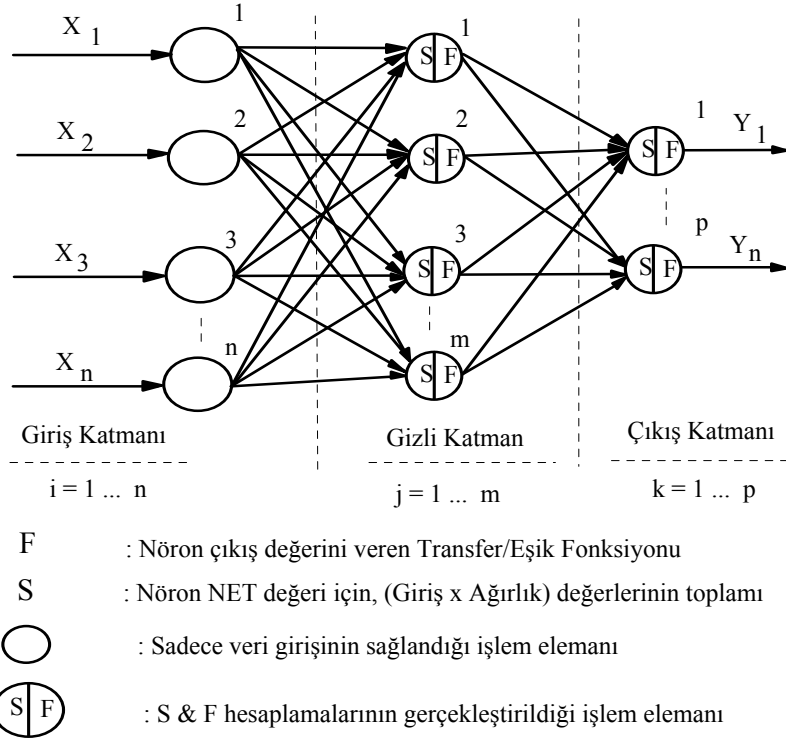 1
X 1
1
S F
2
X 2
2
S F
1
Y 1
S F
3
X 3
3
S F
p
Y n
S F
n
X n
m
S F
Giriş Katmanı
Gizli Katman
Çıkış Katmanı
i = 1 ... n
j = 1 ... m
k = 1 ... p
F : Nöron çıkış değerini veren Transfer/Eşik Fonksiyonu
S : Nöron NET değeri için, (Giriş x Ağırlık) değerlerinin toplamı
: Sadece veri girişinin sağlandığı işlem elemanı
S F : S & F hesaplamalarının gerçekleştirildiği işlem elemanı